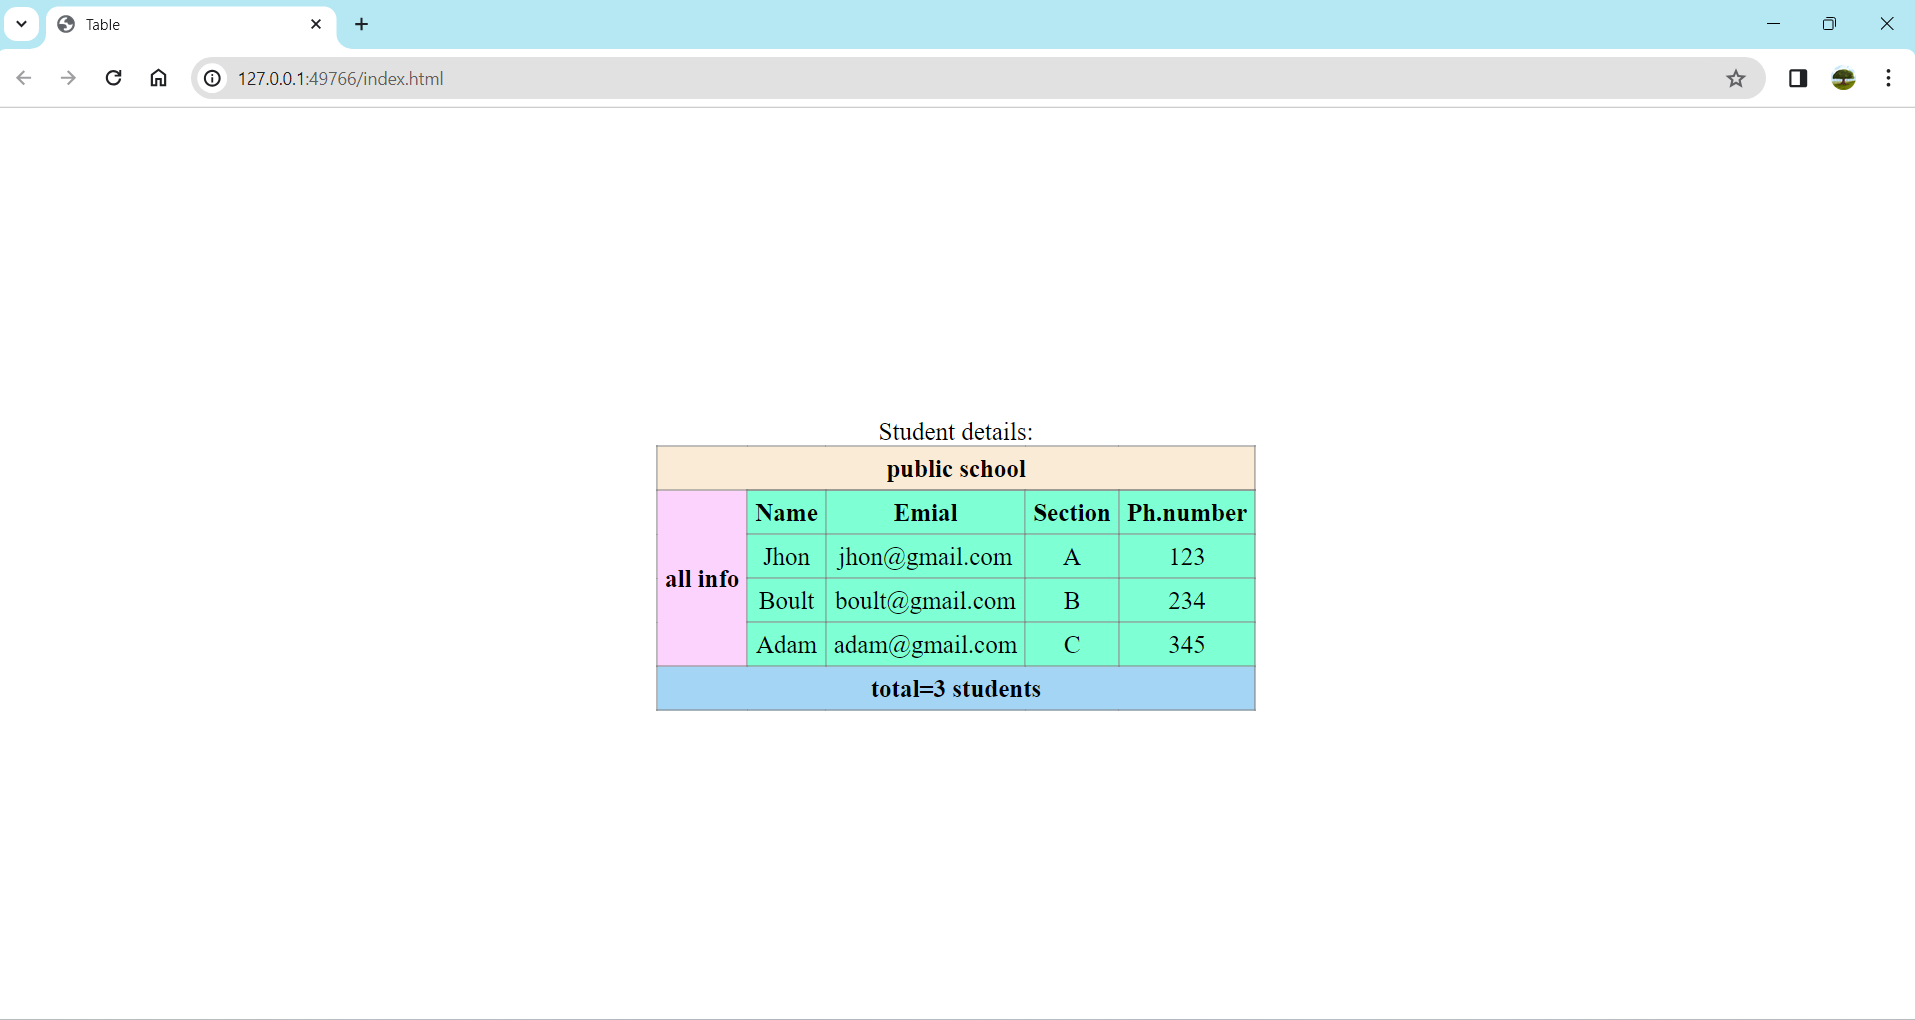 Table
127.0.0.1:49766/index.html
Student details:
public school
all info
Name Emial Section Ph.number
Jhon jhon@gmail.com A 123
Boult boult@gmail.com B 234
Adam adam@gmail.com C 345
total=3 students